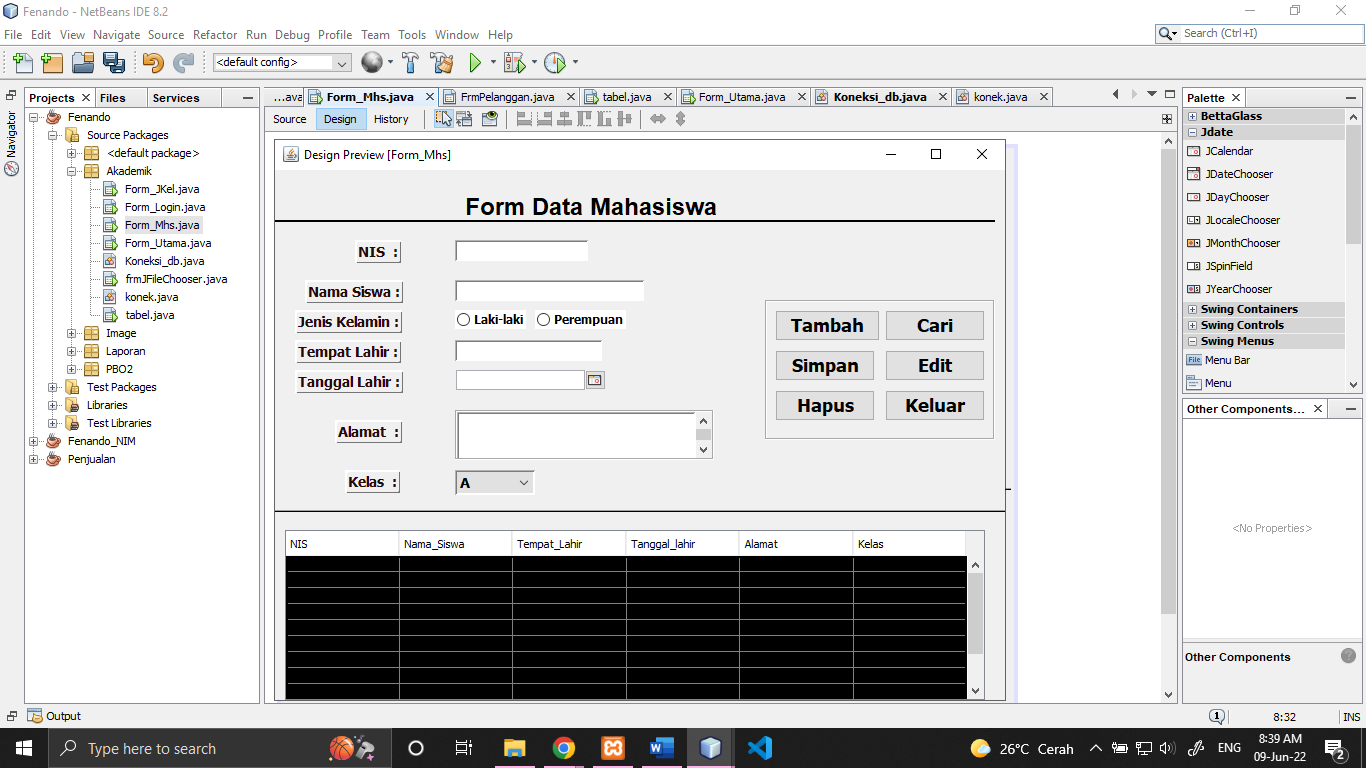 Fenando - NetBeans IDE 8.2
File Edit View Navigate Source Refactor Run Debug Profile Team Tools Window Help
Search (Ctrl+I)
<default config>
Projects Files Services
Navigator
Fenando
Source Packages
<default package>
Akademik
Form_JKel.java
Form_Login.java
Form_Mhs.java
Form_Utama.java
Koneksi_db.java
frmJFileChooser.java
konek.java
tabel.java
Image
Laporan
PBO2
Test Packages
Libraries
Test Libraries
Fenando_NIM
Penjualan
...ava Form_Mhs.java FrmPelanggan.java tabel.java Form_Utama.java Koneksi_db.java konek.java
Source Design History
Design Preview [Form_Mhs]
Form Data Mahasiswa
NIS :
Nama Siswa :
Jenis Kelamin : Laki-laki Perempuan
Tempat Lahir :
Tanggal Lahir :
Alamat :
Kelas : A
Tambah Cari
Simpan Edit
Hapus Keluar
NIS Nama_Siswa Tempat_Lahir Tanggal_lahir Alamat Kelas
Palette
BettaGlass
Jdate
JCalendar
JDateChooser
JDayChooser
JLocaleChooser
JMonthChooser
JSpinField
JYearChooser
Swing Containers
Swing Controls
Swing Menus
File Menu Bar
Menu
Other Components...
<No Properties>
Other Components
Output
1 8:32 INS
Type here to search
26°C Cerah ENG
8:39 AM
09-Jun-22
2